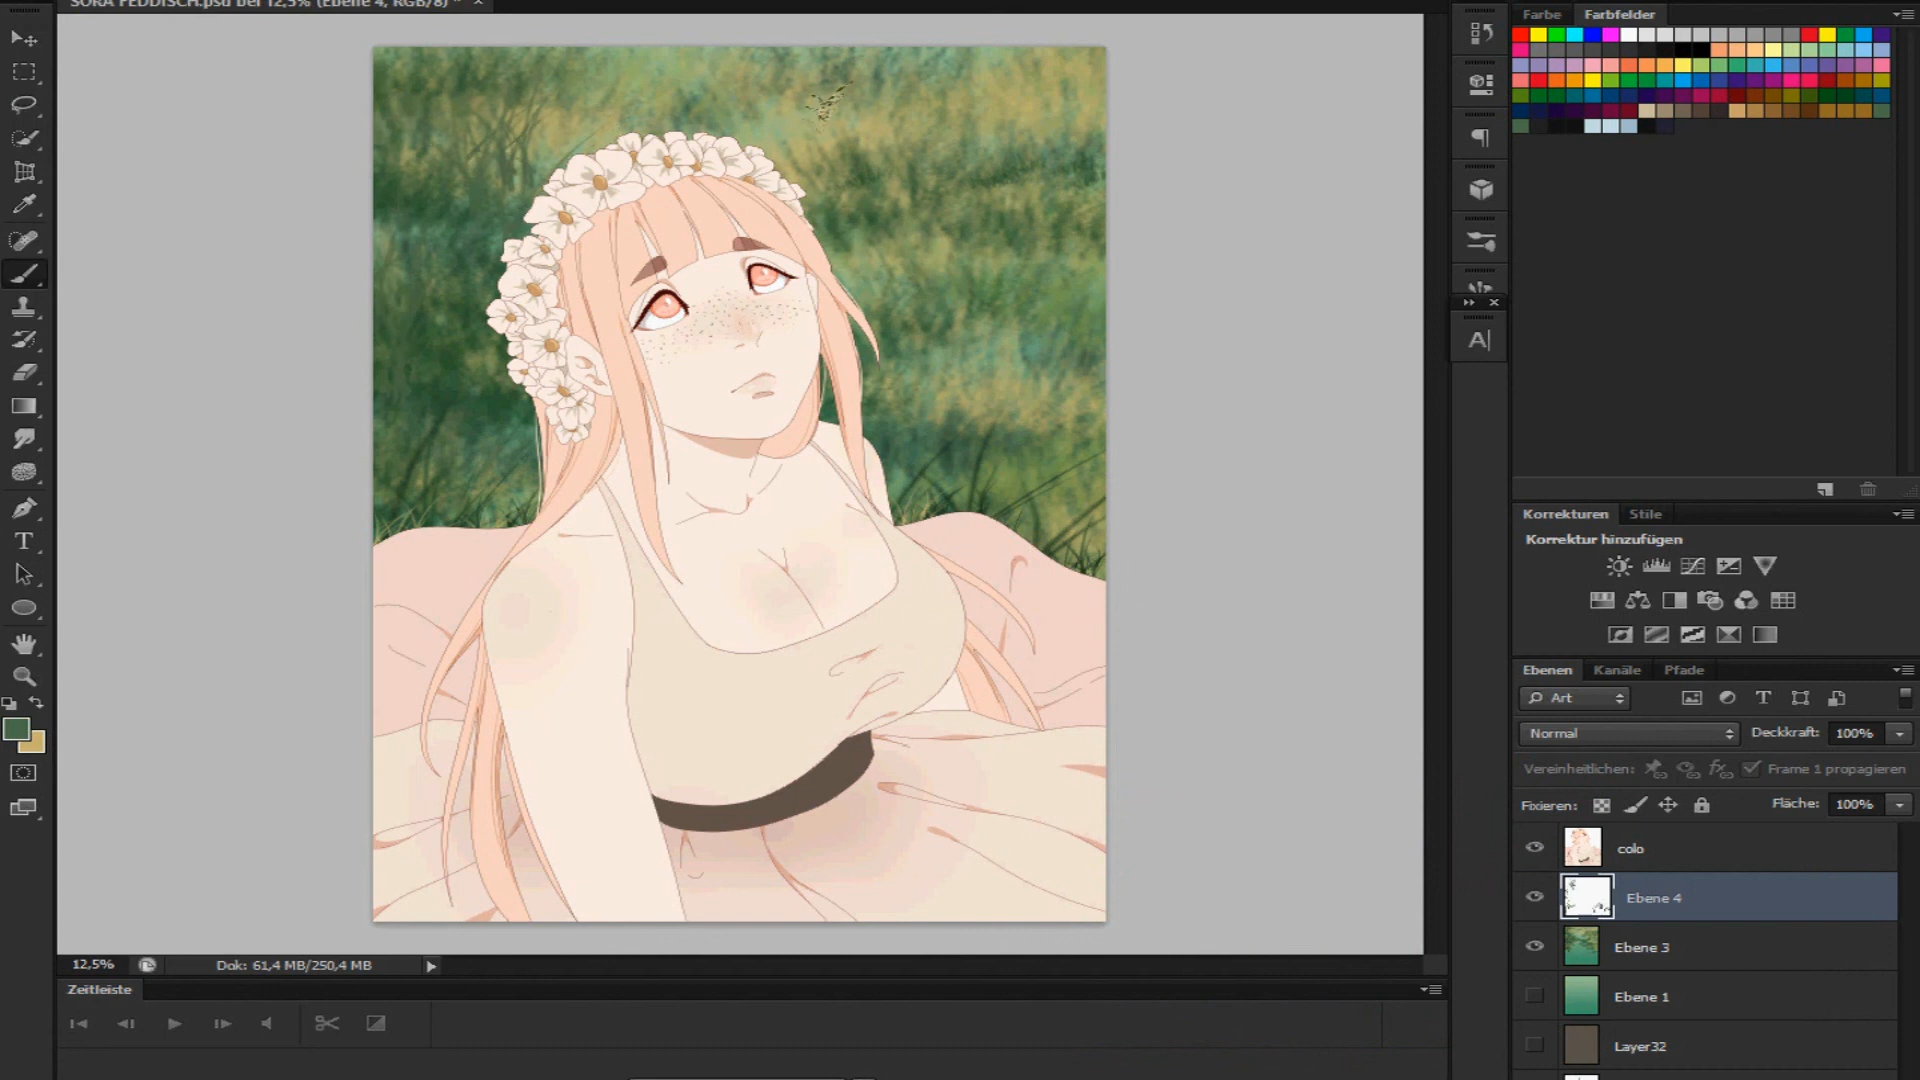 SORA FEDDISCH.psd bei 12,5% (Ebene 4, RGB/8) *
Farbe Farbfelder
Korrekturen Stile
Korrektur hinzufügen
Ebenen Kanäle Pfade
Art
Normal Deckkraft: 100%
Vereinheitlichen: Frame 1 propagieren
Fixieren: Fläche: 100%
colo
Ebene 4
Ebene 3
Ebene 1
Layer32
12,5% Dok: 61,4 MB/250,4 MB
Zeitleiste